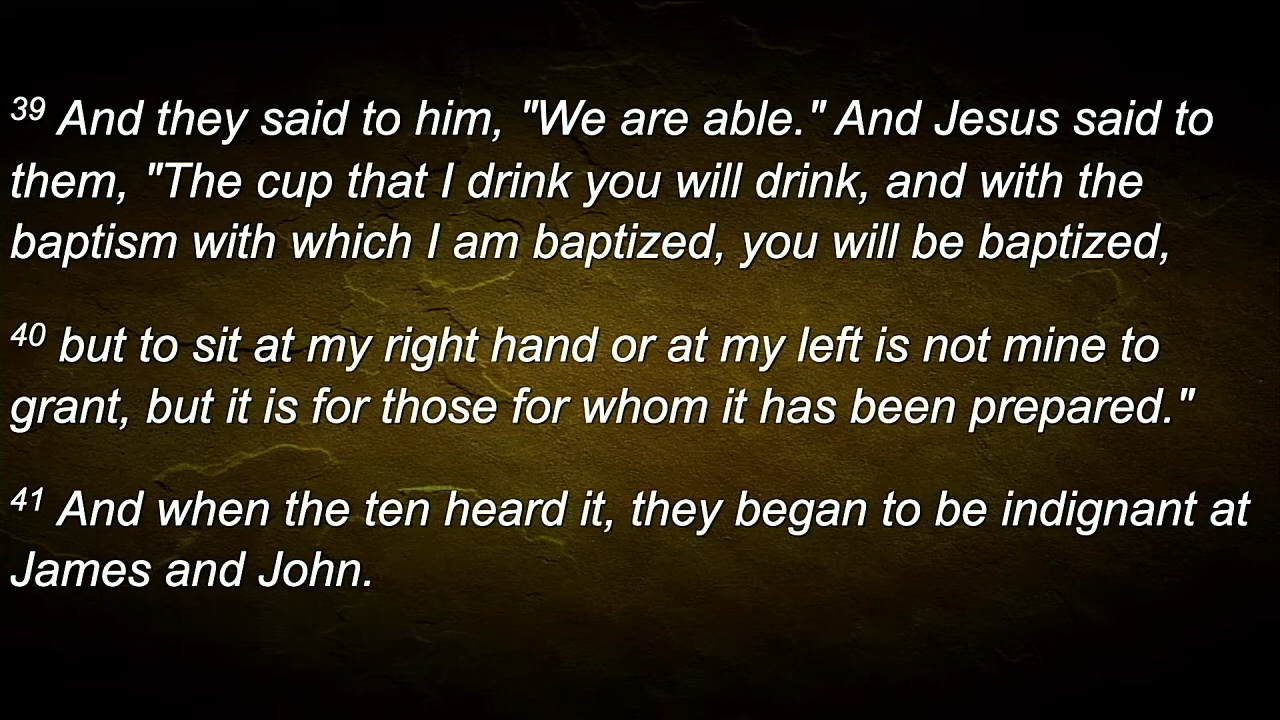 39 And they said to him, "We are able." And Jesus said to
them, "The cup that I drink you will drink, and with the
baptism with which I am baptized, you will be baptized,
40 but to sit at my right hand or at my left is not mine to
grant, but it is for those for whom it has been prepared."
41 And when the ten heard it, they began to be indignant at
James and John.